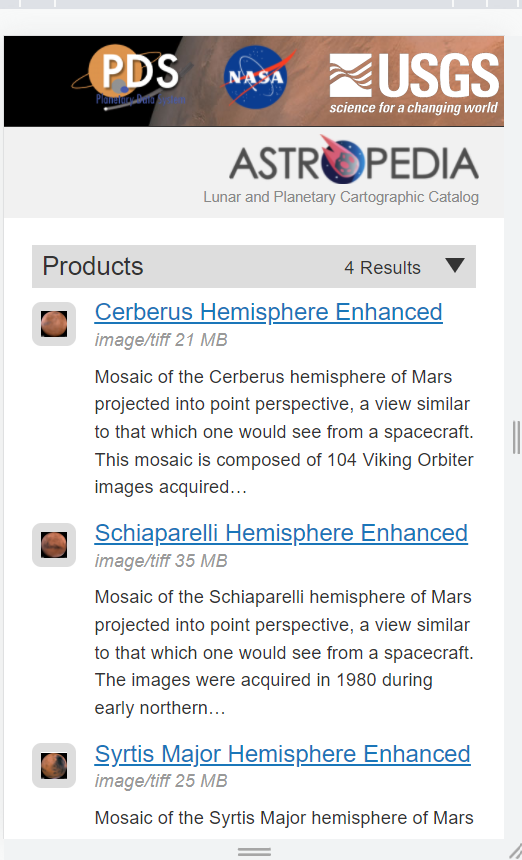 PDS
Planetary Data System
NASA
USGS
science for a changing world
ASTROPEDIA
Lunar and Planetary Cartographic Catalog
Products
4 Results
Cerberus Hemisphere Enhanced
image/tiff 21 MB
Mosaic of the Cerberus hemisphere of Mars
projected into point perspective, a view similar
to that which one would see from a spacecraft.
This mosaic is composed of 104 Viking Orbiter
images acquired…
Schiaparelli Hemisphere Enhanced
image/tiff 35 MB
Mosaic of the Schiaparelli hemisphere of Mars
projected into point perspective, a view similar
to that which one would see from a spacecraft.
The images were acquired in 1980 during
early northern…
Syrtis Major Hemisphere Enhanced
image/tiff 25 MB
Mosaic of the Syrtis Major hemisphere of Mars